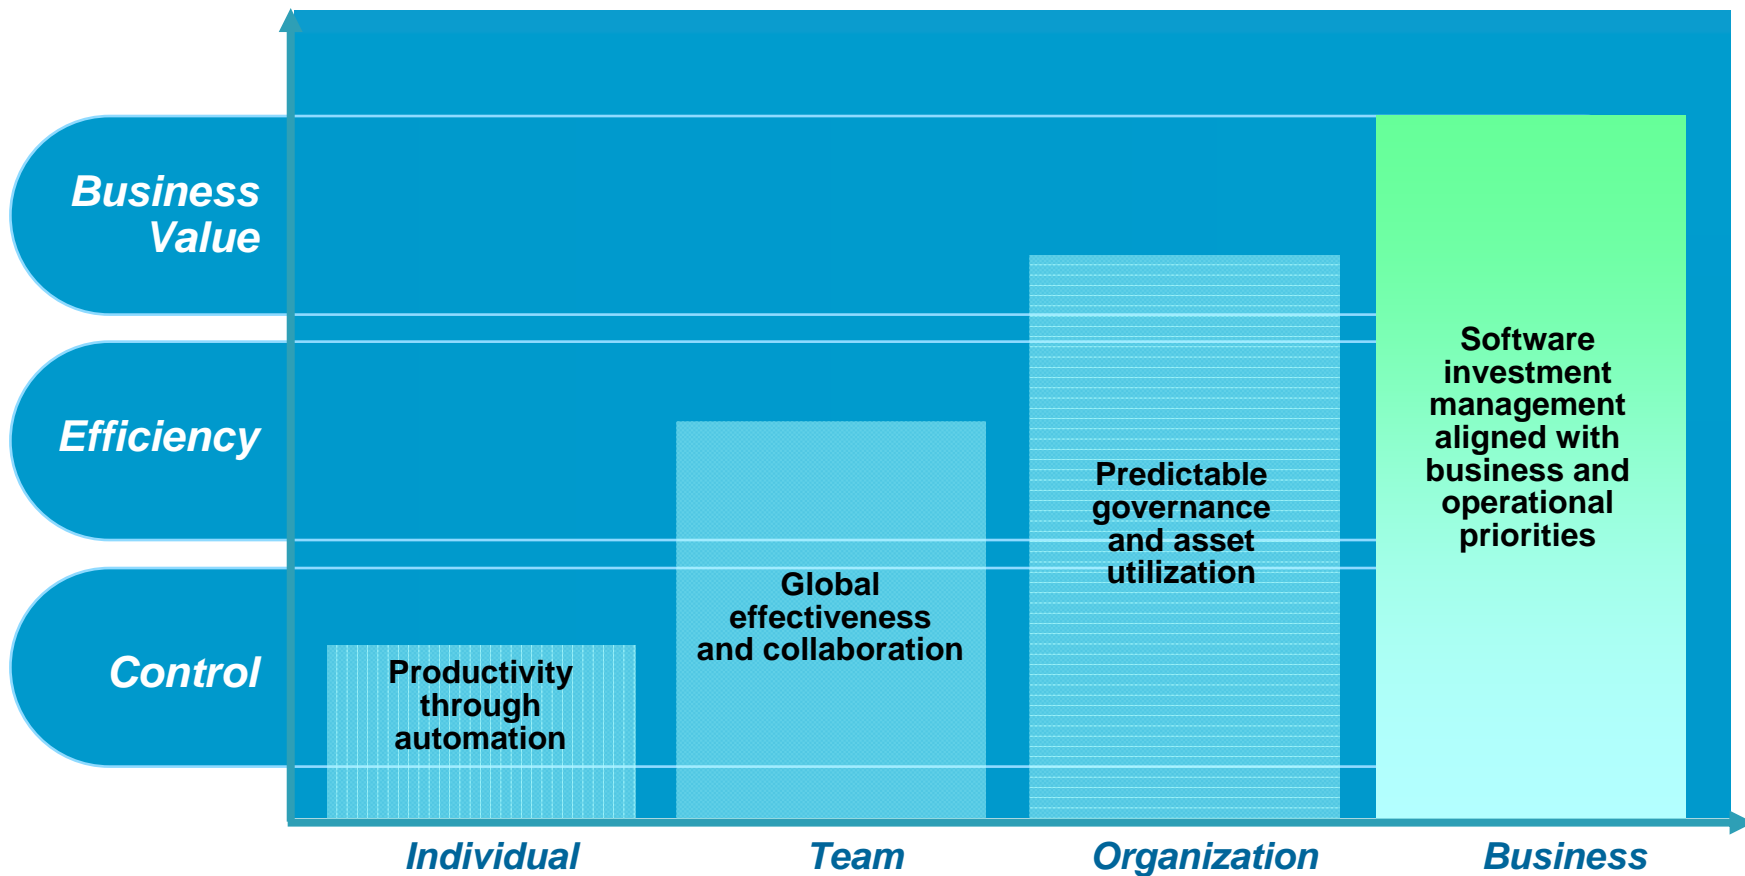 Business
Value
Efficiency
Control
Productivity
through
automation
Global
effectiveness
and collaboration
Predictable
governance
and asset
utilization
Software
investment
management
aligned with
business and
operational
priorities
Individual
Team
Organization
Business